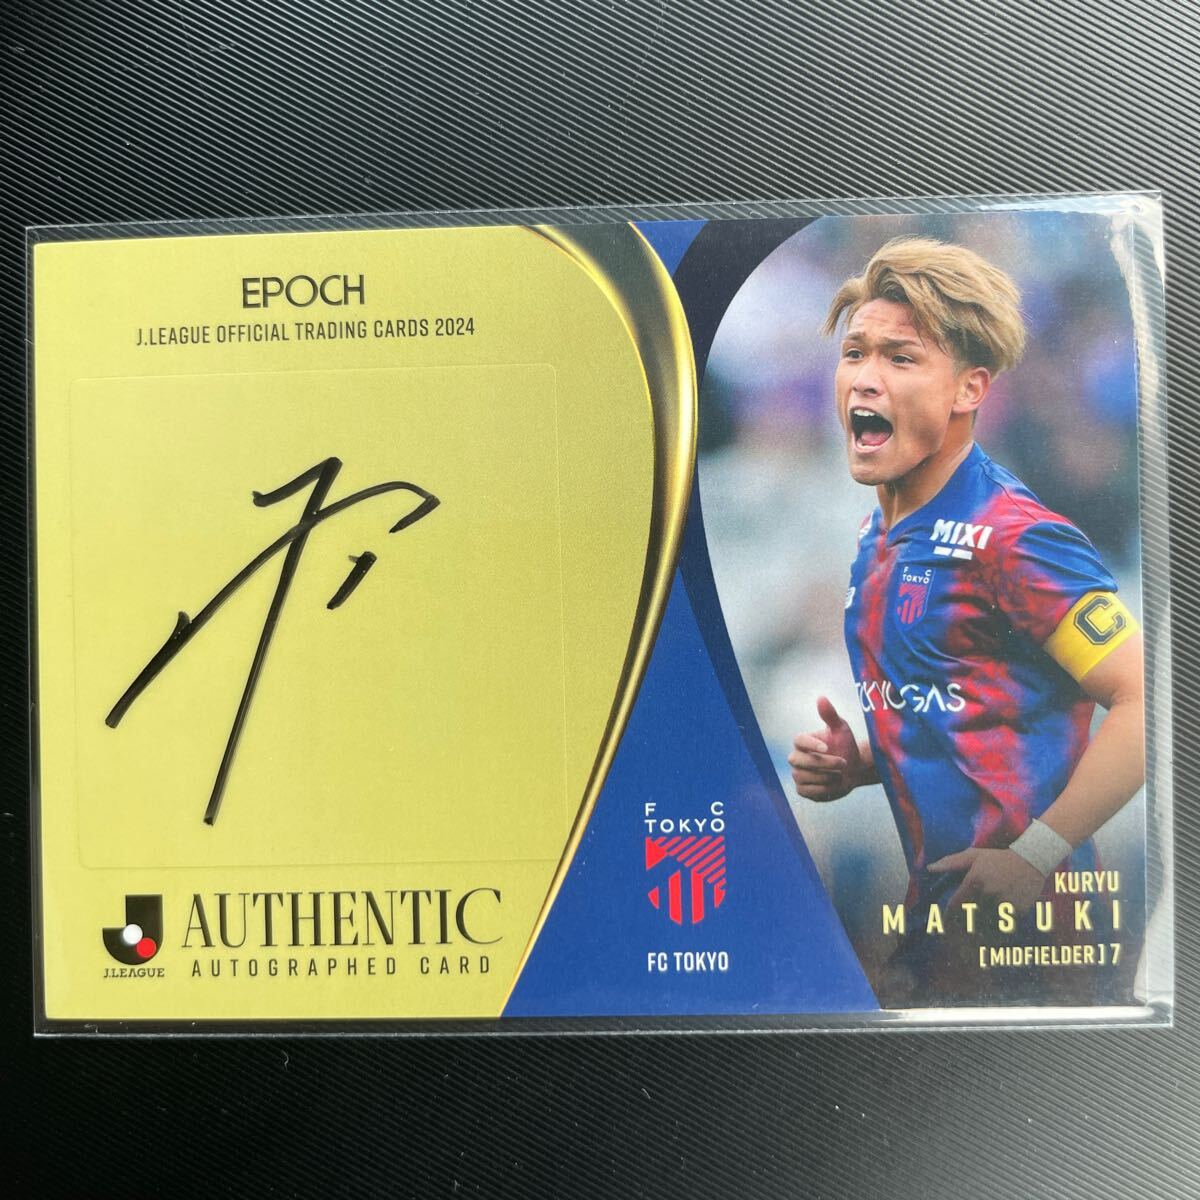 EPOCH
J.LEAGUE OFFICIAL TRADING CARDS 2024
J.LEAGUE
AUTHENTIC
AUTOGRAPHED CARD
FC
TOKYO
FC TOKYO
MIXI
FC
TOKYO
TOKYO GAS
C
KURYU
MATSUKI
[MIDFIELDER] 7